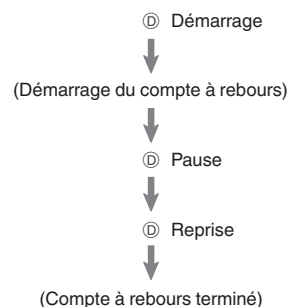 Ⓓ Démarrage
(Démarrage du compte à rebours)
Ⓓ Pause
Ⓓ Reprise
(Compte à rebours terminé)